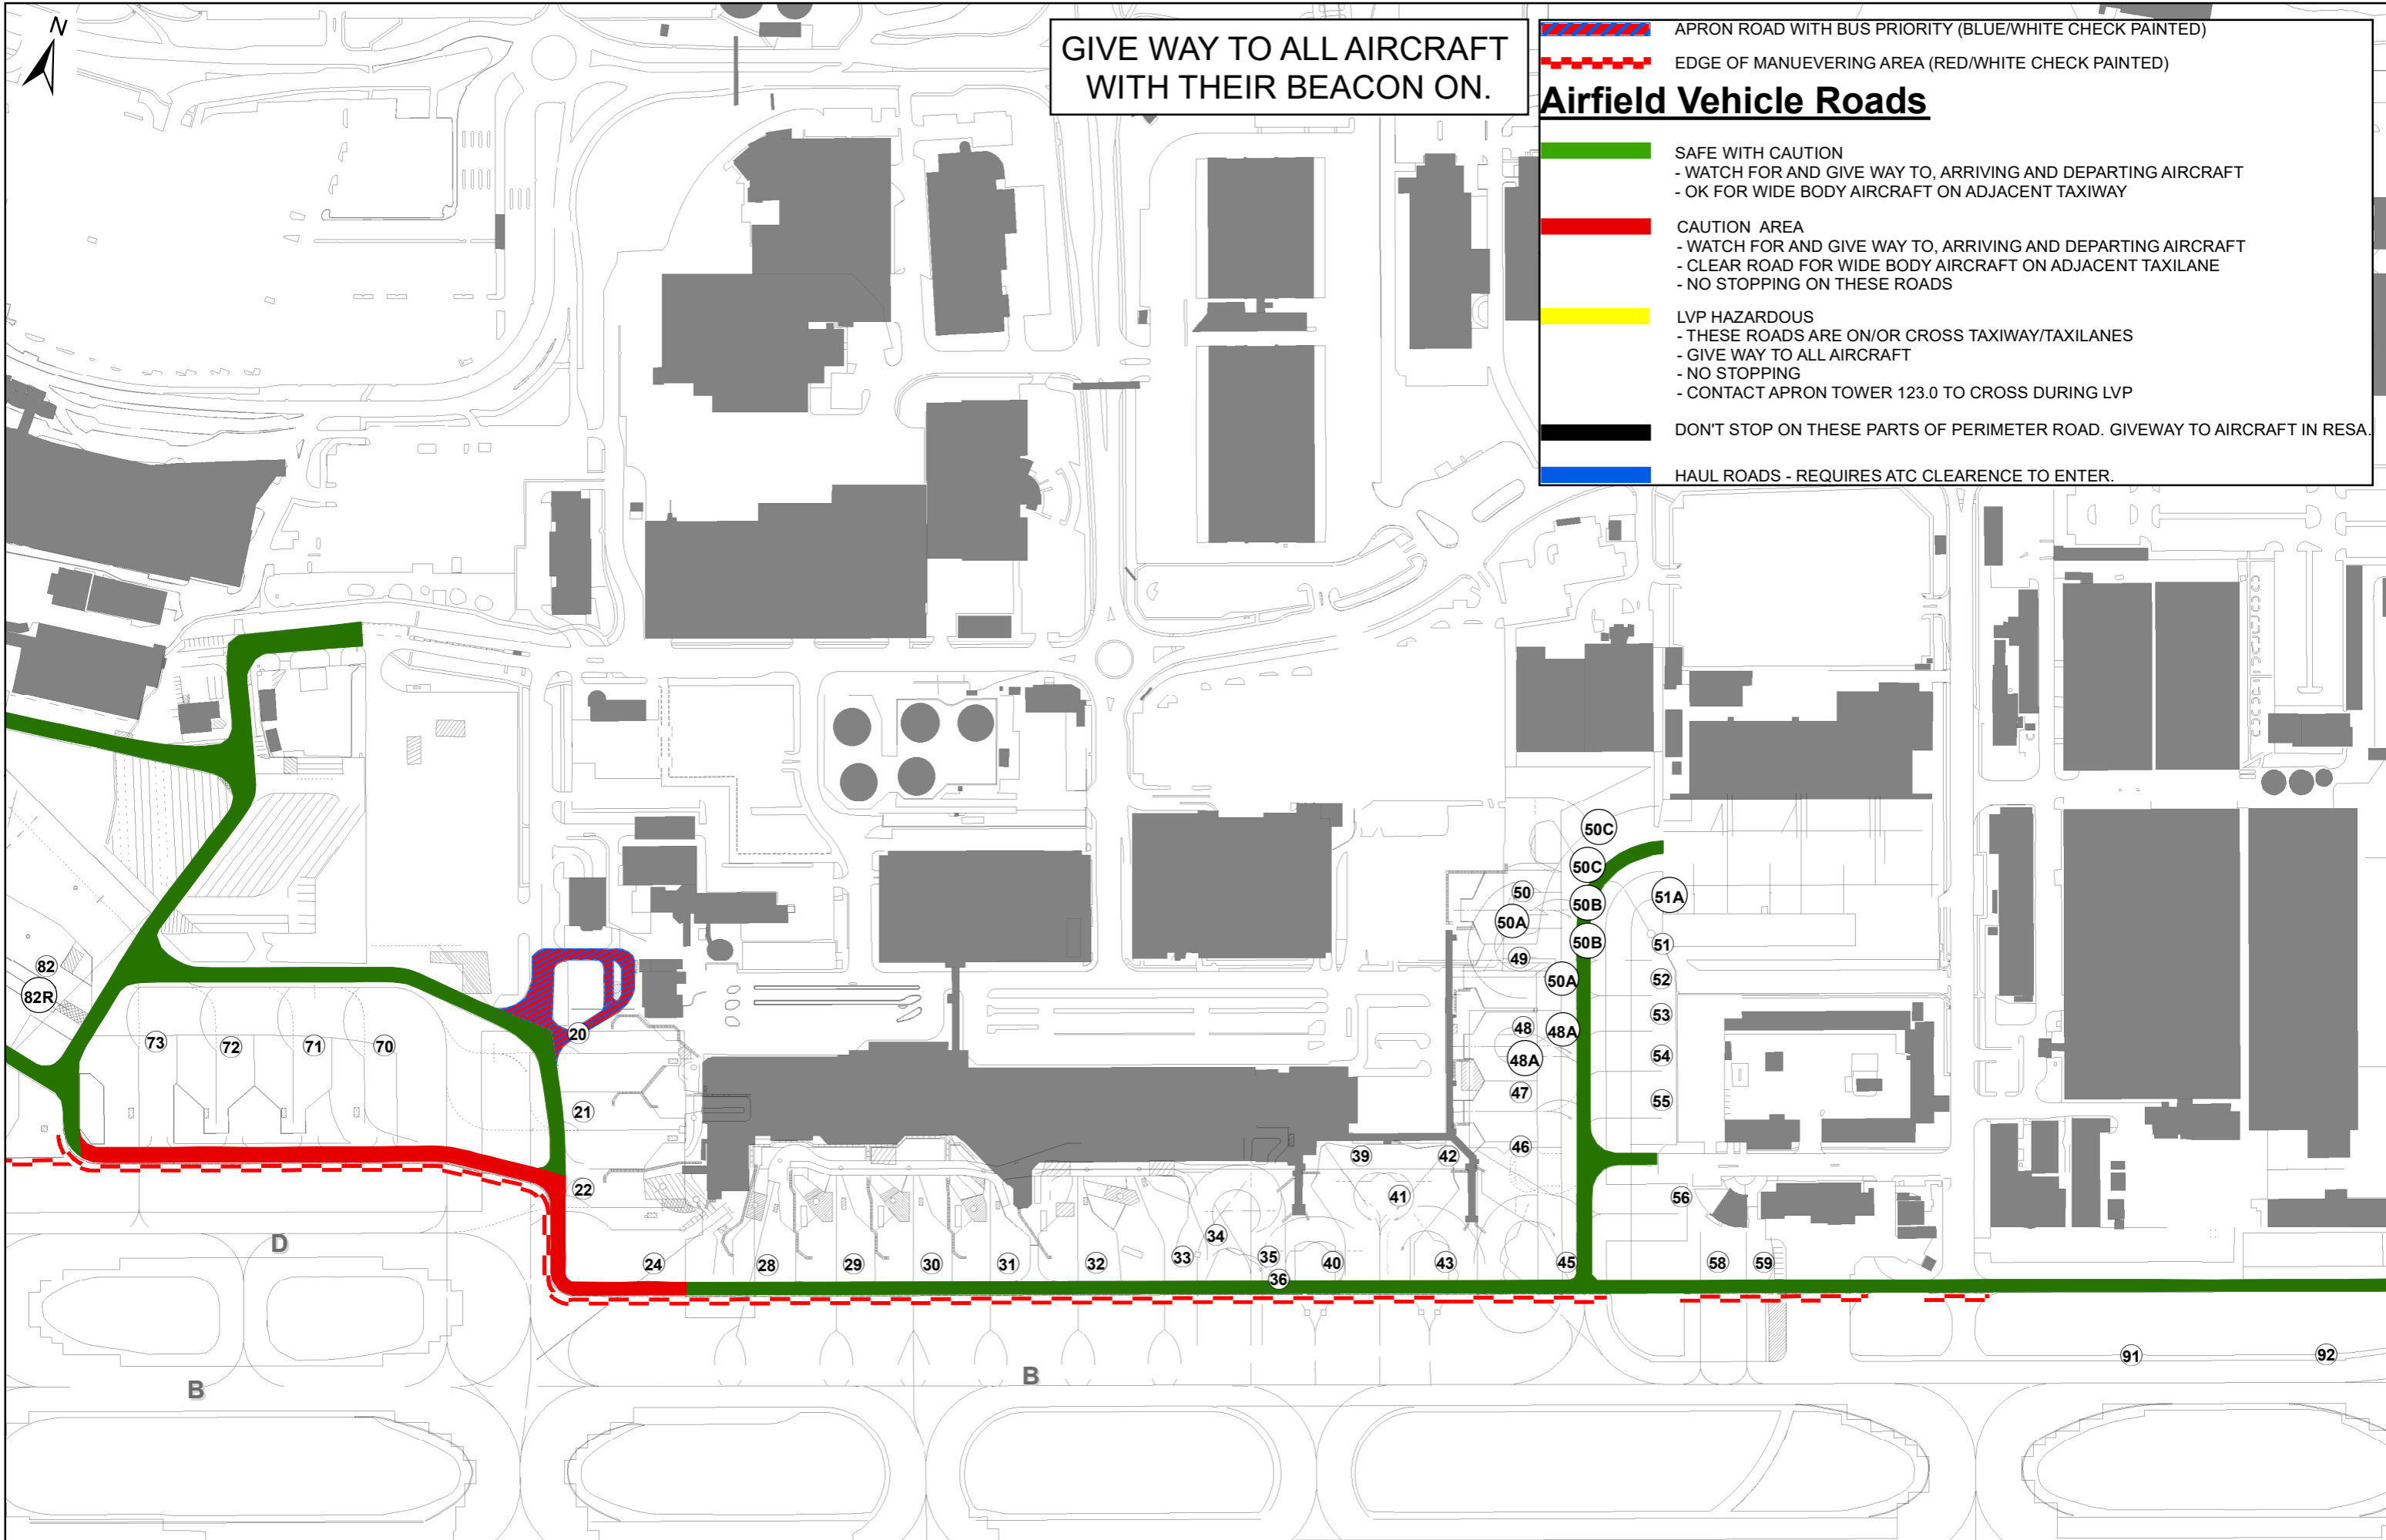 N
GIVE WAY TO ALL AIRCRAFT
WITH THEIR BEACON ON.
APRON ROAD WITH BUS PRIORITY (BLUE/WHITE CHECK PAINTED)
EDGE OF MANUEVERING AREA (RED/WHITE CHECK PAINTED)
Airfield Vehicle Roads
SAFE WITH CAUTION
- WATCH FOR AND GIVE WAY TO, ARRIVING AND DEPARTING AIRCRAFT
- OK FOR WIDE BODY AIRCRAFT ON ADJACENT TAXIWAY
CAUTION AREA
- WATCH FOR AND GIVE WAY TO, ARRIVING AND DEPARTING AIRCRAFT
- CLEAR ROAD FOR WIDE BODY AIRCRAFT ON ADJACENT TAXILANE
- NO STOPPING ON THESE ROADS
LVP HAZARDOUS
- THESE ROADS ARE ON/OR CROSS TAXIWAY/TAXILANES
- GIVE WAY TO ALL AIRCRAFT
- NO STOPPING
- CONTACT APRON TOWER 123.0 TO CROSS DURING LVP
DON'T STOP ON THESE PARTS OF PERIMETER ROAD. GIVEWAY TO AIRCRAFT IN RESA.
HAUL ROADS - REQUIRES ATC CLEARENCE TO ENTER.
50C
50C
50
50B
51A
50A
50B
51
49
82
50A
52
82R
53
20
48
48A
73
72
71
70
54
48A
47
55
21
46
39
42
22
56
41
34
D
33
35
24
28
29
30
31
32
40
43
45
58
59
36
91
92
B
B